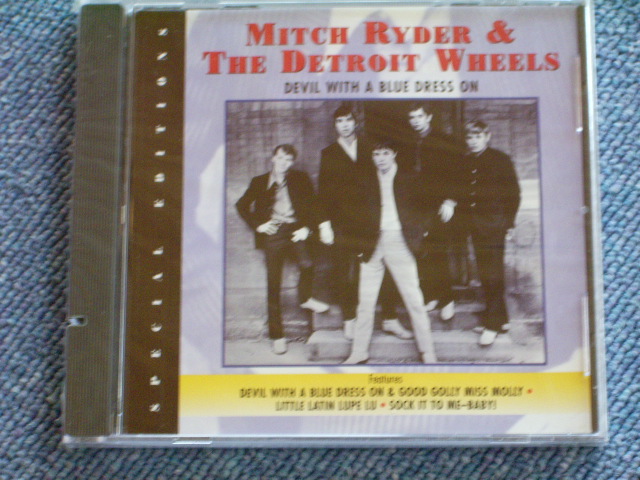 MITCH RYDER &
THE DETROIT WHEELS
DEVIL WITH A BLUE DRESS ON
SPECIAL EDITIONS
Features
DEVIL WITH A BLUE DRESS ON & GOOD GOLLY MISS MOLLY •
LITTLE LATIN LUPE LU • SOCK IT TO ME–BABY!